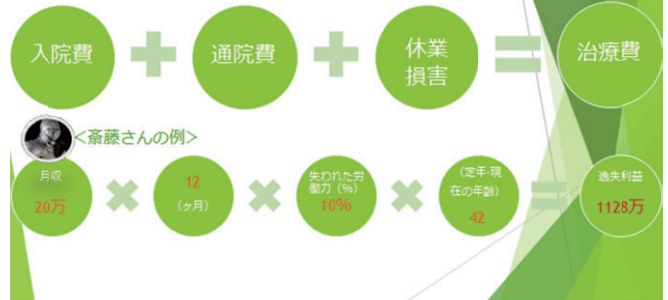 入院費
通院費
休業
損害
治療費
<斎藤さんの例>
月収
20万
12
(ヶ月)
失われた労
働力(%)
10%
(定年-現
在の年齢)
42
逸失利益
1128万